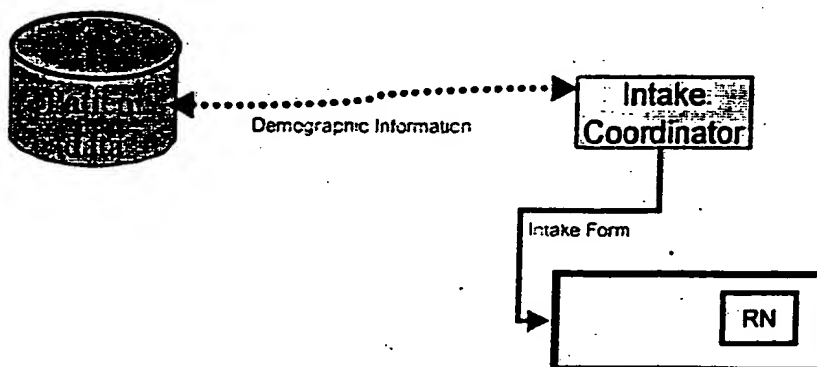 patient
data
Demographic Information
Intake
Coordinator
Intake Form
RN